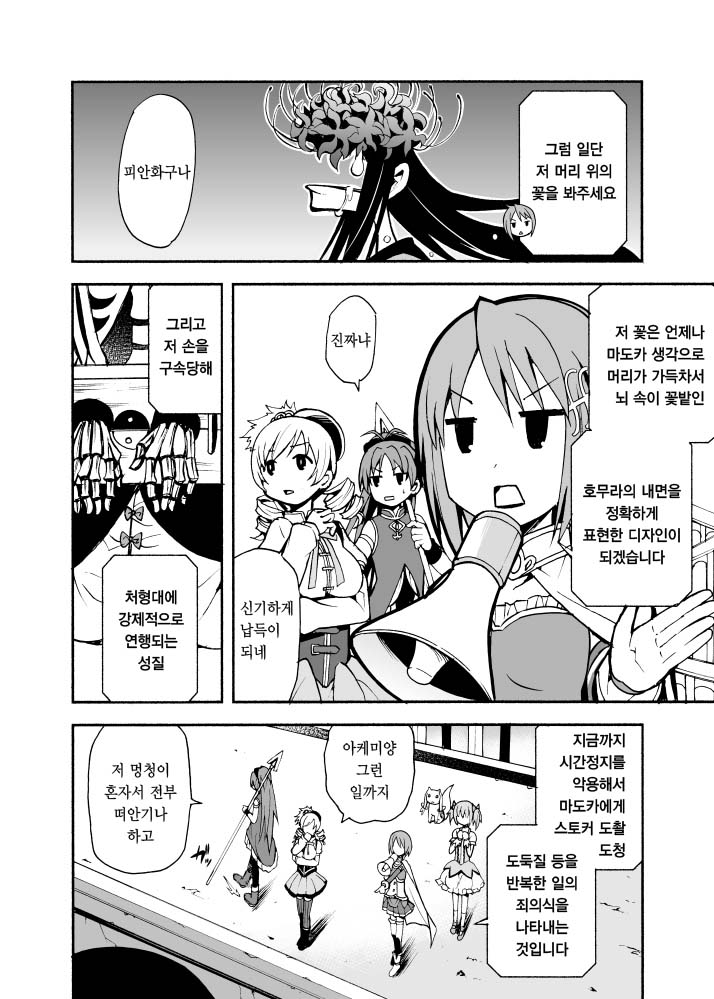 그럼 일단
저 머리 위의
꽃을 봐주세요
피안화구나
저 꽃은 언제나
마도카 생각으로
머리가 가득차서
뇌 속이 꽃밭인
호무라의 내면을
정확하게
표현한 디자인이
되겠습니다
진짜냐
신기하게
납득이
되네
그리고
저 손을
구속당해
처형대에
강제적으로
연행되는
성질
지금까지
시간정지를
악용해서
마도카에게
스토커 도촬
도청
도둑질 등을
반복한 일의
죄의식을
나타내는
것입니다
아케미양
그런
일까지
저 멍청이
혼자서 전부
떠안기나
하고